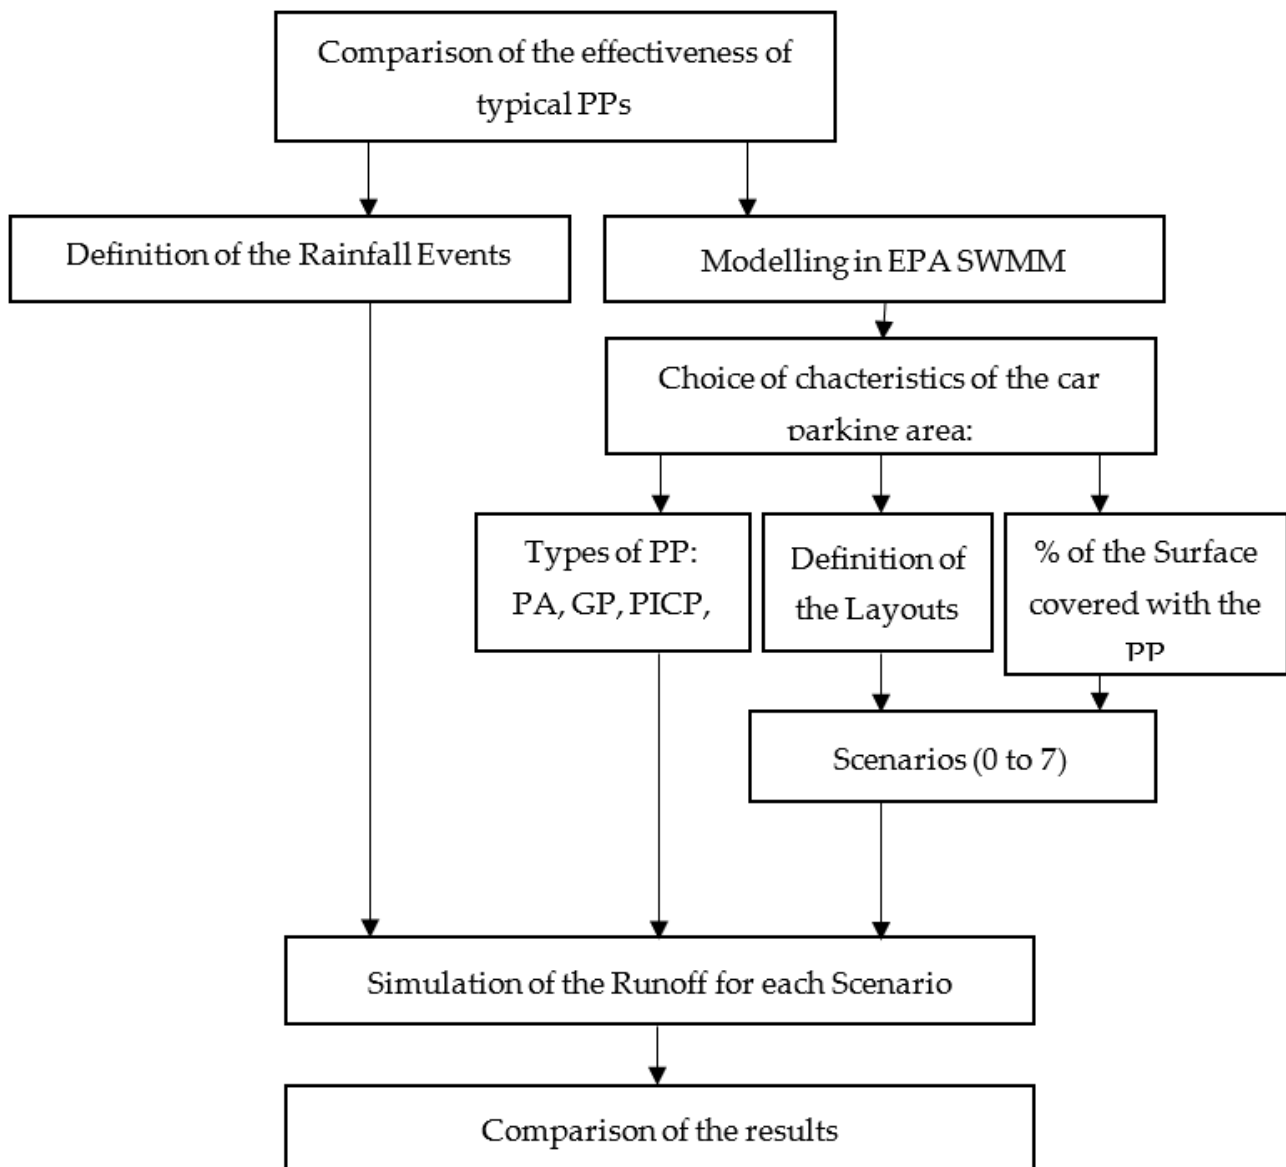 Comparison of the effectiveness of
typical PPs
Definition of the Rainfall Events
Modelling in EPA SWMM
Choice of chacteristics of the car
parking area:
Types of PP:
PA, GP, PICP,
Definition of
the Layouts
% of the Surface
covered with the
PP
Scenarios (0 to 7)
Simulation of the Runoff for each Scenario
Comparison of the results